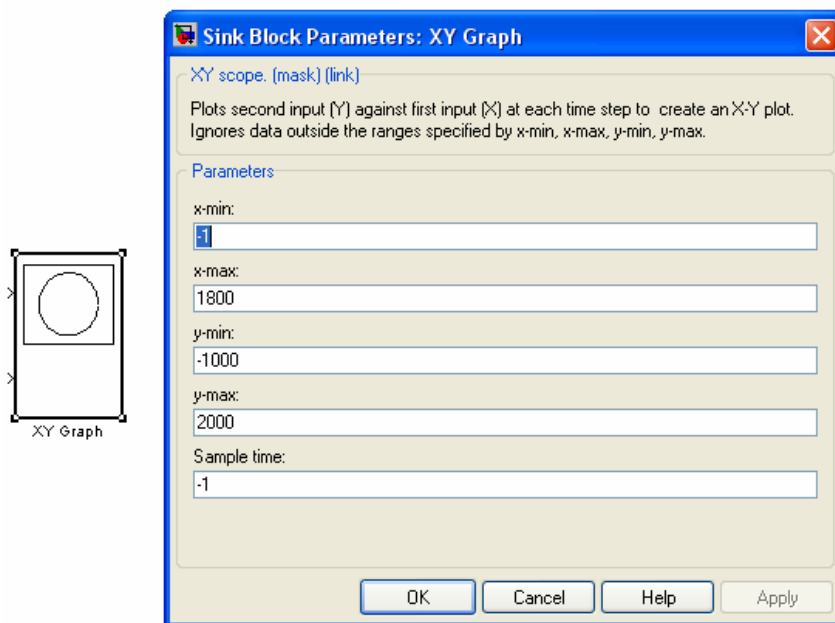 Sink Block Parameters: XY Graph
XY scope. (mask) (link)
Plots second input (Y) against first input (X) at each time step to create an X-Y plot.
Ignores data outside the ranges specified by x-min, x-max, y-min, y-max.
Parameters
x-min:
-1
x-max:
1800
y-min:
-1000
y-max:
2000
Sample time:
-1
OK Cancel Help Apply
XY Graph